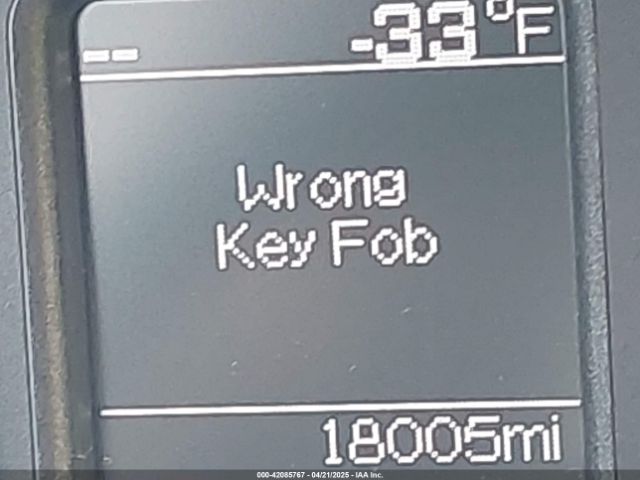 -- -33°F
Wrong
Key Fob
18005mi
000-42085767 - 04/21/2025 - IAA Inc.